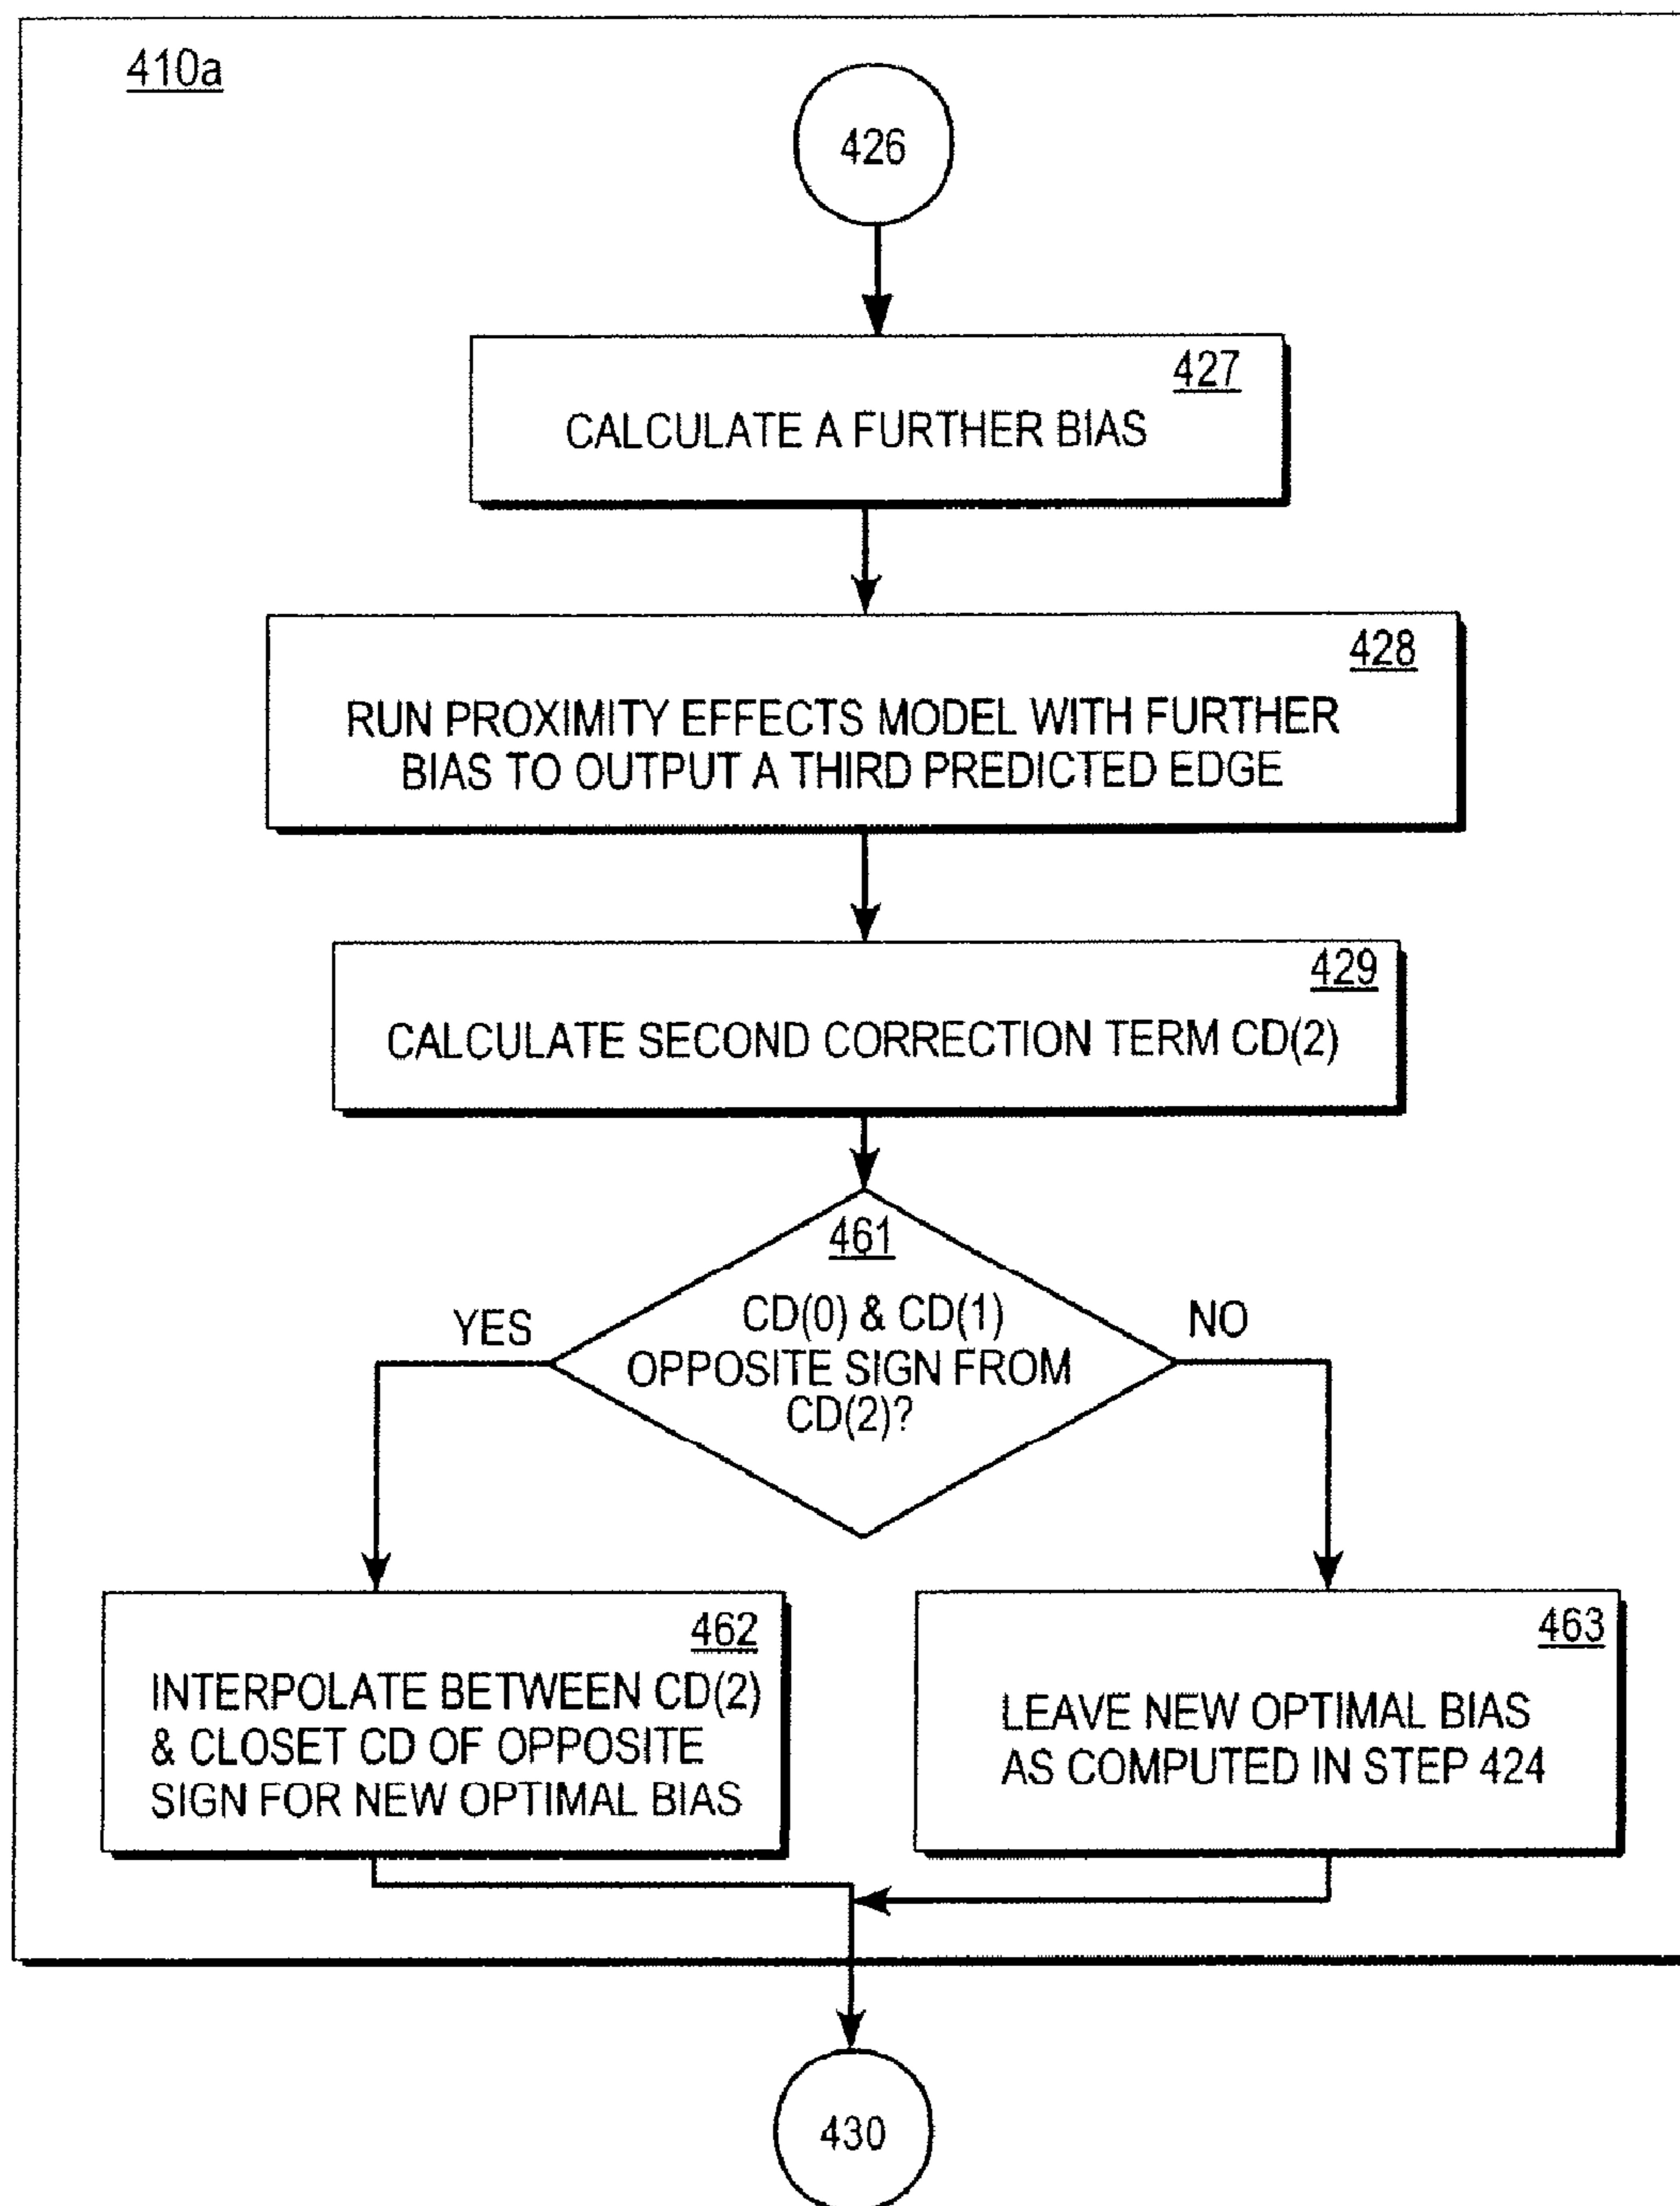 410a
426
427
CALCULATE A FURTHER BIAS
428
RUN PROXIMITY EFFECTS MODEL WITH FURTHER
BIAS TO OUTPUT A THIRD PREDICTED EDGE
429
CALCULATE SECOND CORRECTION TERM CD(2)
461
CD(0) & CD(1)
OPPOSITE SIGN FROM
CD(2)?
YES
NO
462
INTERPOLATE BETWEEN CD(2)
& CLOSET CD OF OPPOSITE
SIGN FOR NEW OPTIMAL BIAS
463
LEAVE NEW OPTIMAL BIAS
AS COMPUTED IN STEP 424
430